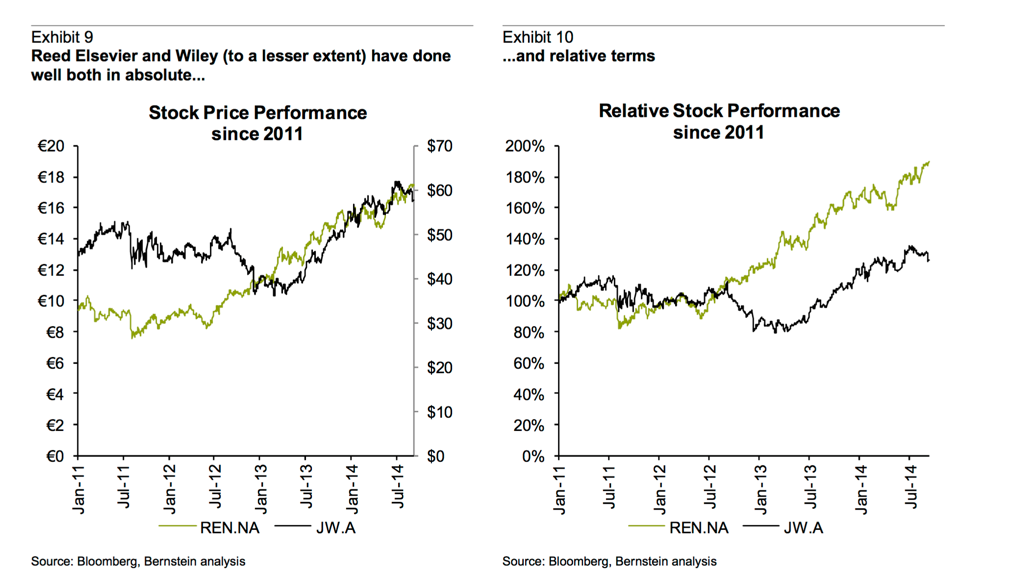 Exhibit 9
Reed Elsevier and Wiley (to a lesser extent) have done
well both in absolute...
Stock Price Performance
since 2011
€20
€18
€16
€14
€12
€10
€8
€6
€4
€2
€0
$70
$60
$50
$40
$30
$20
$10
$0
Jan-11
Jul-11
Jan-12
Jul-12
Jan-13
Jul-13
Jan-14
Jul-14
REN.NA
JW.A
Source: Bloomberg, Bernstein analysis
Exhibit 10
...and relative terms
Relative Stock Performance
since 2011
200%
180%
160%
140%
120%
100%
80%
60%
40%
20%
0%
Jan-11
Jul-11
Jan-12
Jul-12
Jan-13
Jul-13
Jan-14
Jul-14
REN.NA
JW.A
Source: Bloomberg, Bernstein analysis